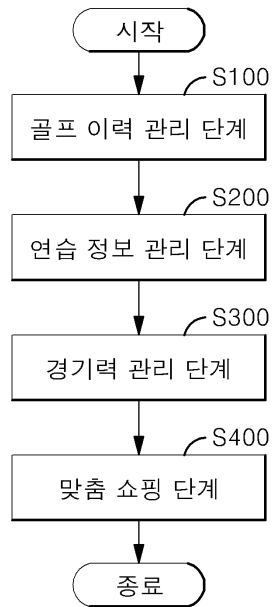 시작
S100
골프 이력 관리 단계
S200
연습 정보 관리 단계
S300
경기력 관리 단계
S400
맞춤 쇼핑 단계
종료